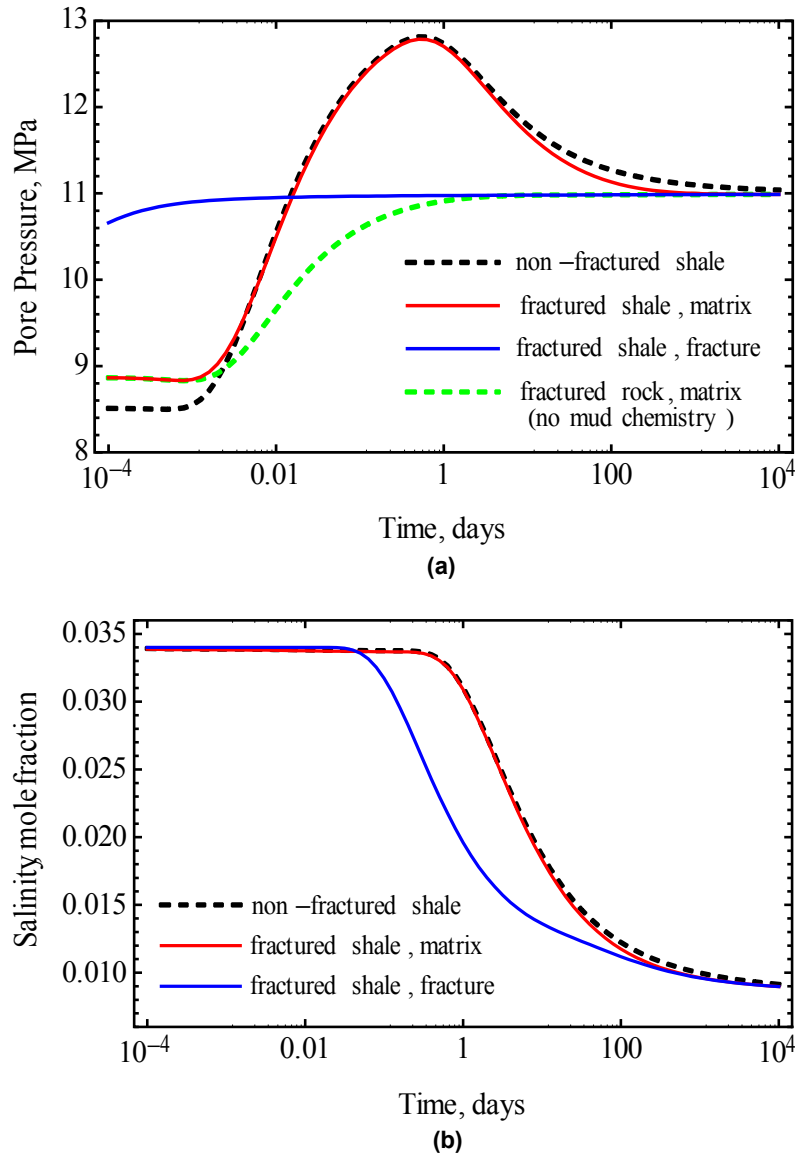 13
12
11
10
9
8
Pore Pressure, MPa
non –fractured shale
fractured shale , matrix
fractured shale , fracture
fractured rock, matrix
(no mud chemistry )
10⁻⁴ 0.01 1 100 10⁴
Time, days
(a)
0.035
0.030
0.025
0.020
0.015
0.010
Salinity mole fraction
non –fractured shale
fractured shale , matrix
fractured shale , fracture
10⁻⁴ 0.01 1 100 10⁴
Time, days
(b)